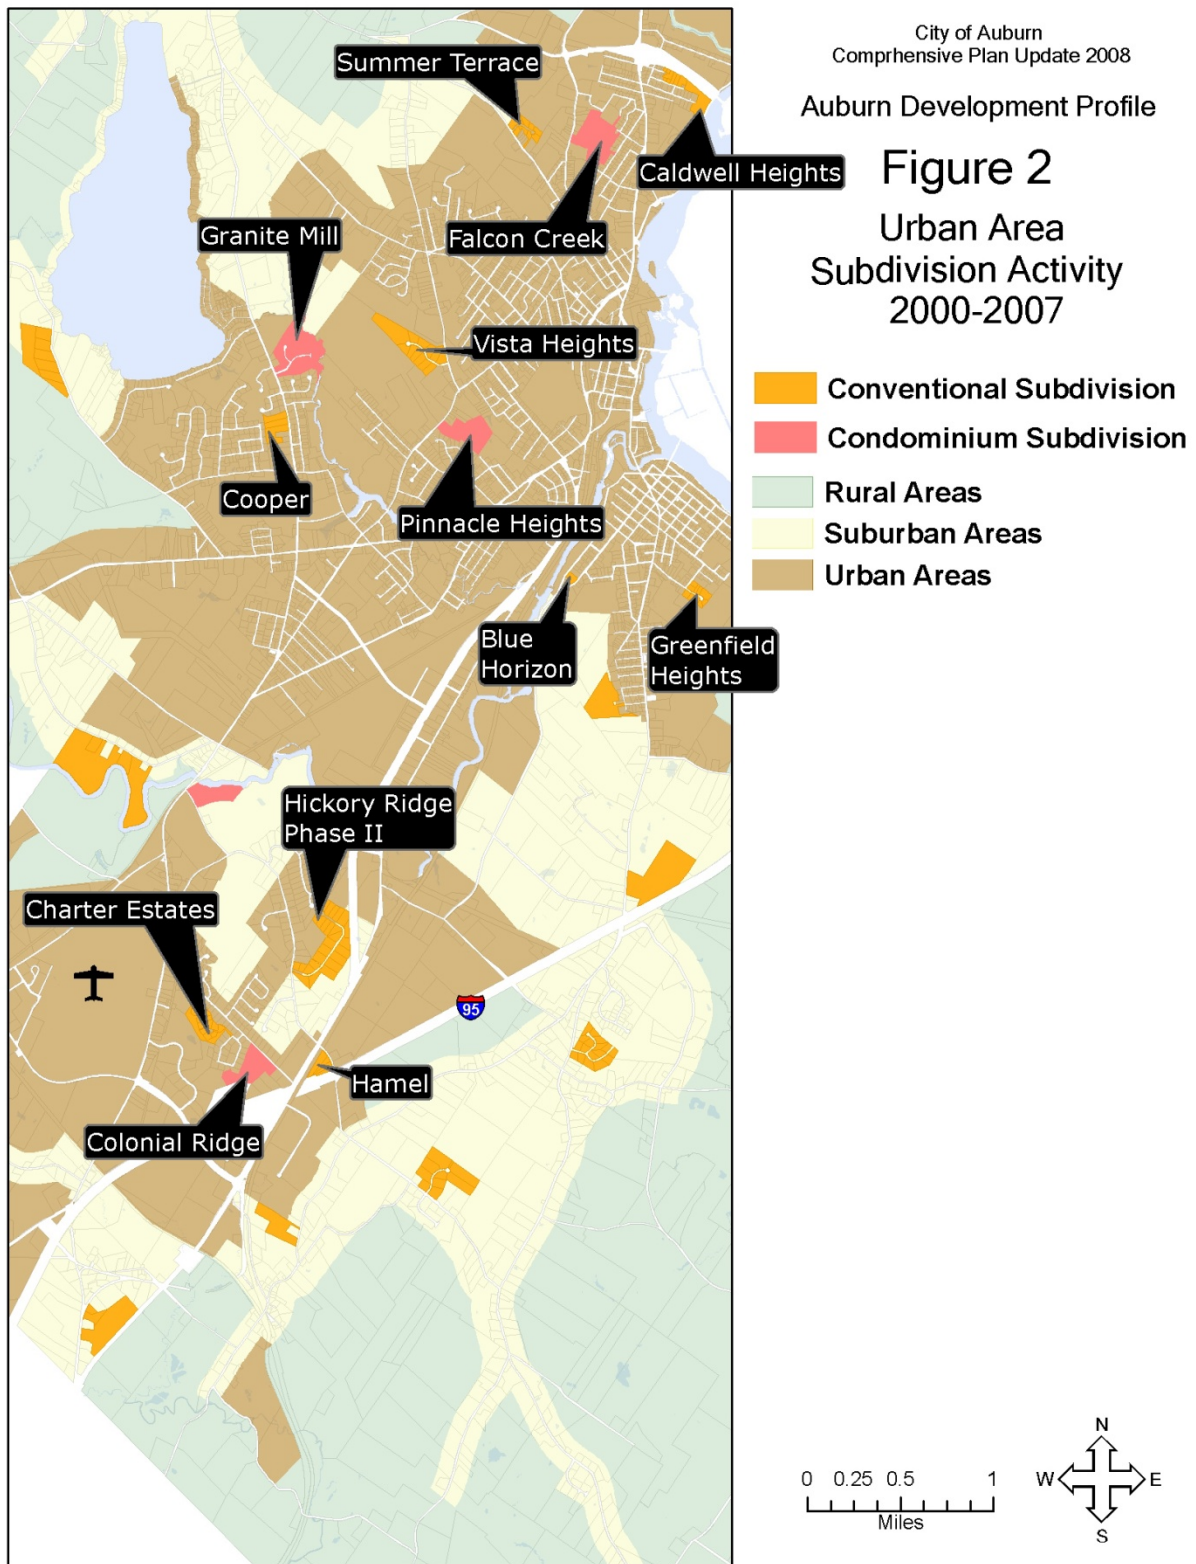 City of Auburn
Comprhensive Plan Update 2008
Auburn Development Profile
Figure 2
Urban Area
Subdivision Activity
2000-2007
Conventional Subdivision
Condominium Subdivision
Rural Areas
Suburban Areas
Urban Areas
Summer Terrace
Caldwell Heights
Falcon Creek
Granite Mill
Vista Heights
Cooper
Pinnacle Heights
Blue
Horizon
Greenfield
Heights
Hickory Ridge
Phase II
Charter Estates
95
Hamel
Colonial Ridge
0 0.25 0.5 1
Miles
N
W E
S